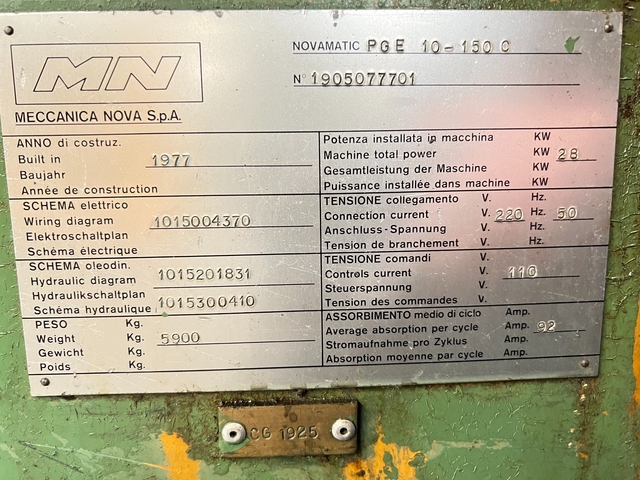 MN
MECCANICA NOVA S.p.A.
NOVAMATIC PGE 10-150 C
N° 1905077701
ANNO di costruz.
Built in 1977
Baujahr
Année de construction
SCHEMA elettrico
Wiring diagram 1015004370
Elektroschaltplan
Schéma électrique
SCHEMA oleodin.
Hydraulic diagram 1015201831
Hydraulikschaltplan
Schéma hydraulique 1015300410
PESO Kg.
Weight Kg. 5900
Gewicht Kg.
Poids Kg.
Potenza installata in macchina KW
Machine total power KW 28
Gesamtleistung der Maschine KW
Puissance installée dans machine KW
TENSIONE collegamento V. Hz.
Connection current V. 220 Hz. 50
Anschluss-Spannung V. Hz.
Tension de branchement V. Hz.
TENSIONE comandi V.
Controls current V. 110
Steuerspannung V.
Tension des commandes V.
ASSORBIMENTO medio di ciclo Amp.
Average absorption per cycle Amp. 92
Stromaufnahme pro Zyklus Amp.
Absorption moyenne par cycle Amp.
CG 1925